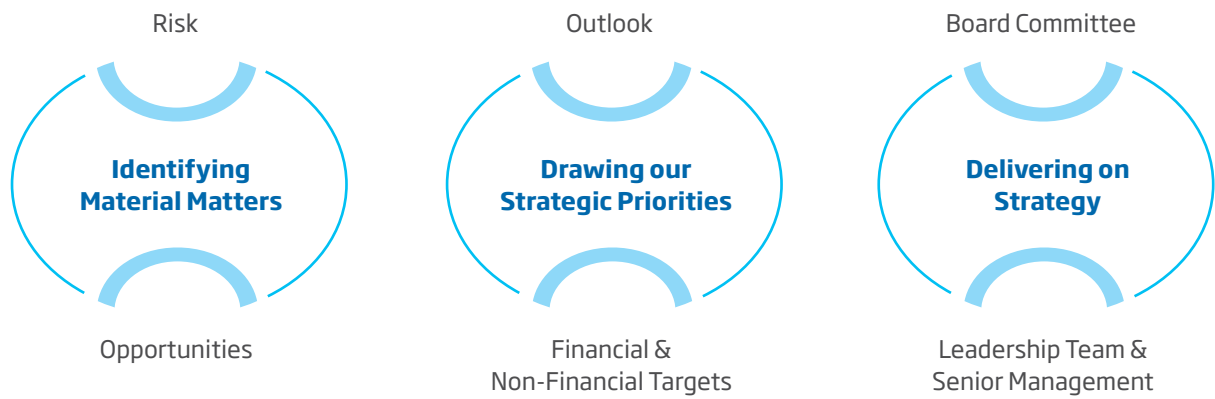 Risk
Identifying
Material Matters
Opportunities
Outlook
Drawing our
Strategic Priorities
Financial &
Non-Financial Targets
Board Committee
Delivering on
Strategy
Leadership Team &
Senior Management